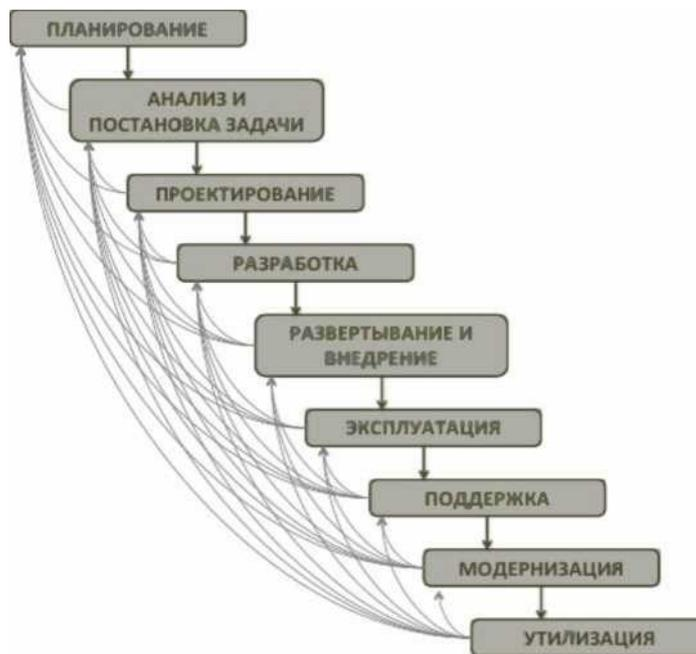 ПЛАНИРОВАНИЕ
АНАЛИЗ И
ПОСТАНОВКА ЗАДАЧИ
ПРОЕКТИРОВАНИЕ
РАЗРАБОТКА
РАЗВЕРТЫВАНИЕ И
ВНЕДРЕНИЕ
ЭКСПЛУАТАЦИЯ
ПОДДЕРЖКА
МОДЕРНИЗАЦИЯ
УТИЛИЗАЦИЯ